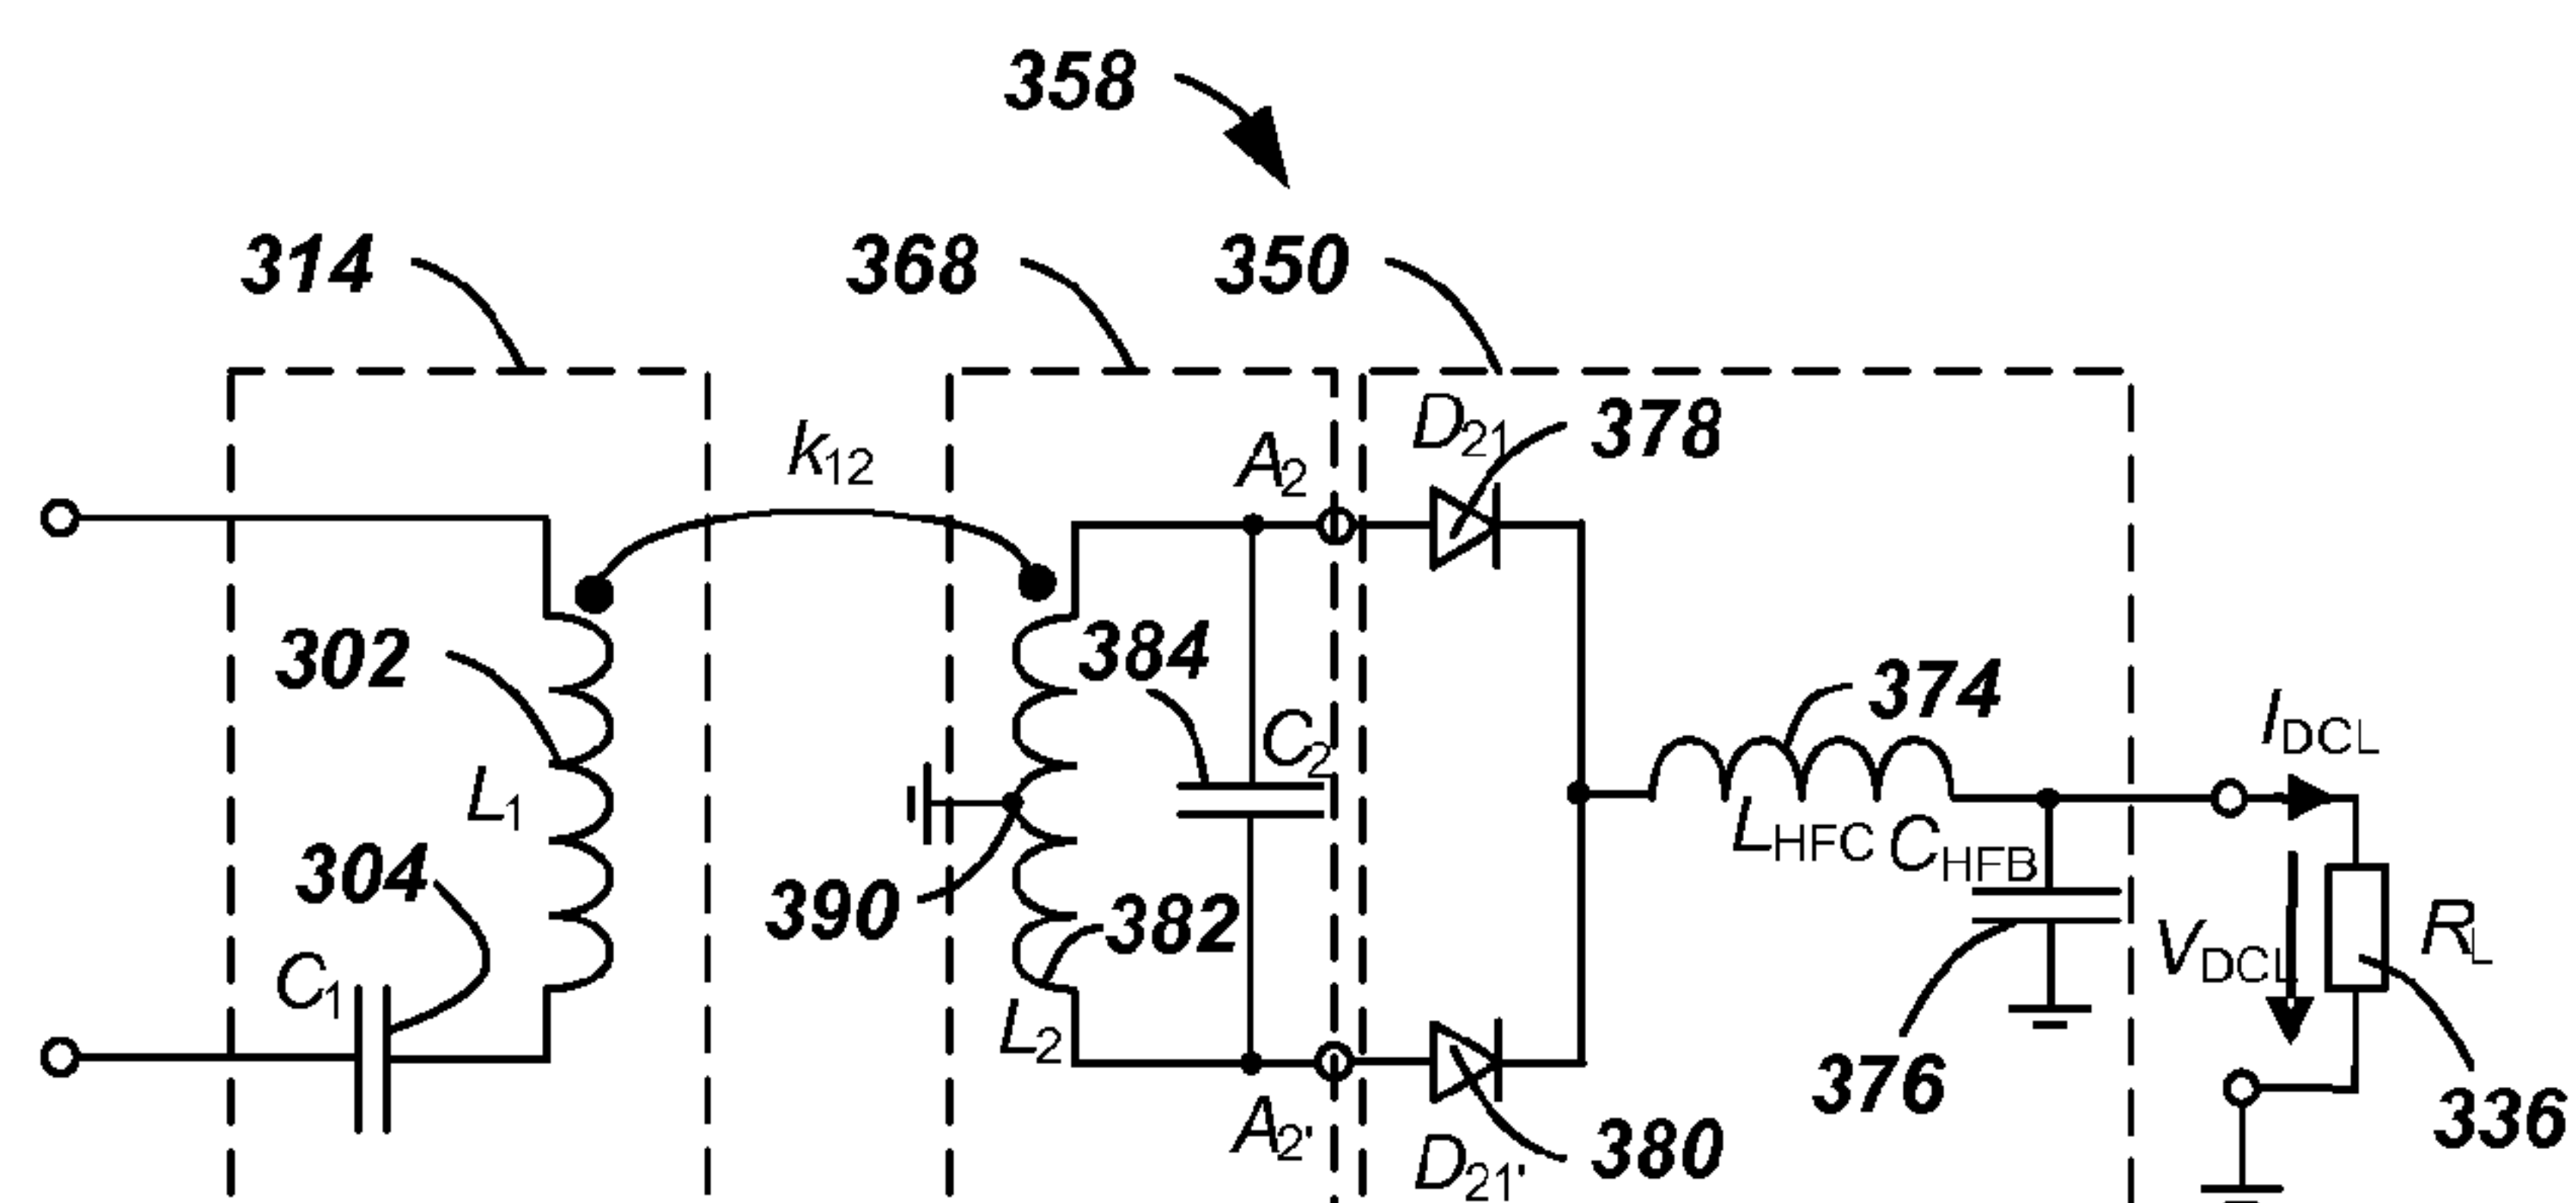 358
314
368
350
D21
378
k12
A2
302
384
374
C2
IDCL
L1
LHFC
CHFB
304
390
382
VDCL
RL
C1
L2
376
336
A2'
D21'
380